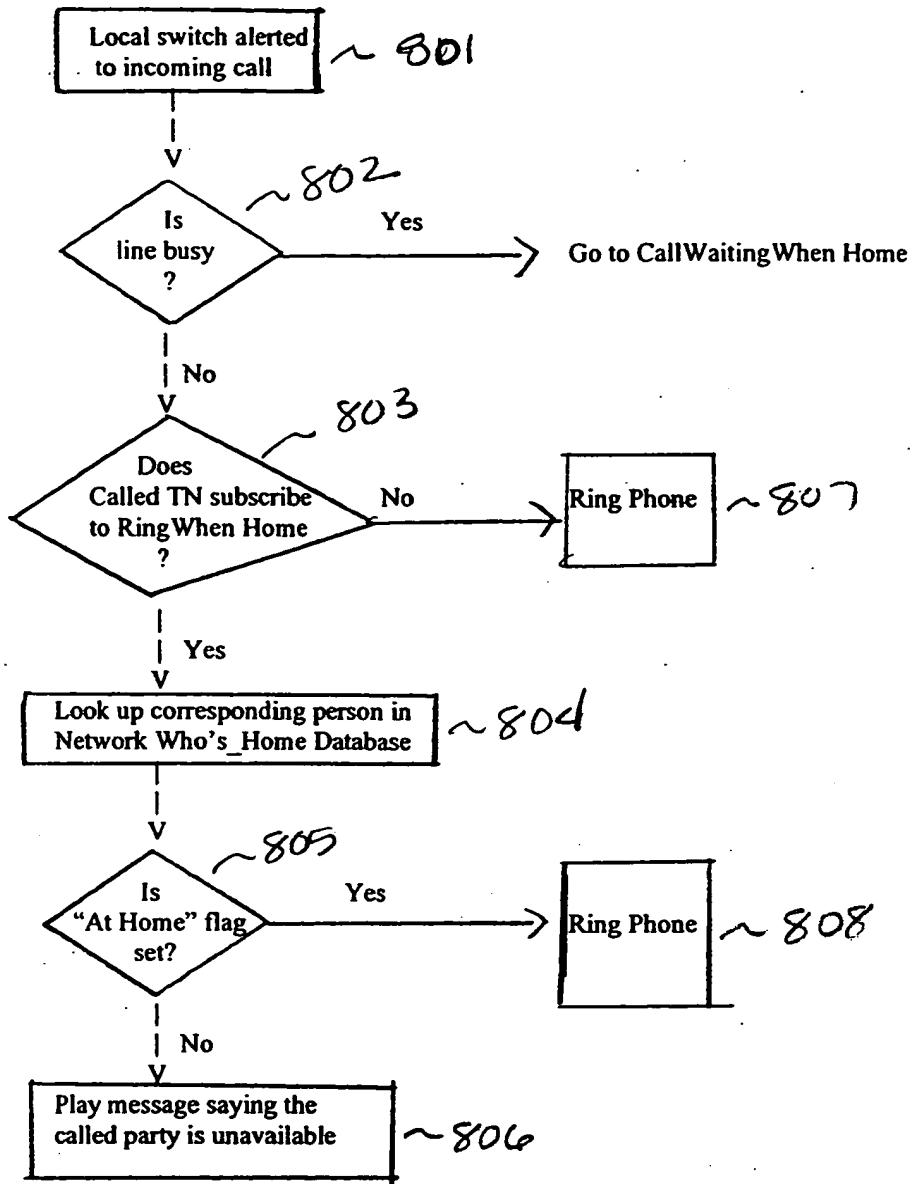 Local switch alerted
to incoming call
~ 801
~802
Is
line busy
?
Yes
Go to CallWaitingWhen Home
No
~ 803
Does
Called TN subscribe
to RingWhen Home
?
No
Ring Phone
~ 807
Yes
Look up corresponding person in
Network Who's_Home Database
~804
~805
Is
"At Home" flag
set?
Yes
Ring Phone
~ 808
No
Play message saying the
called party is unavailable
~806